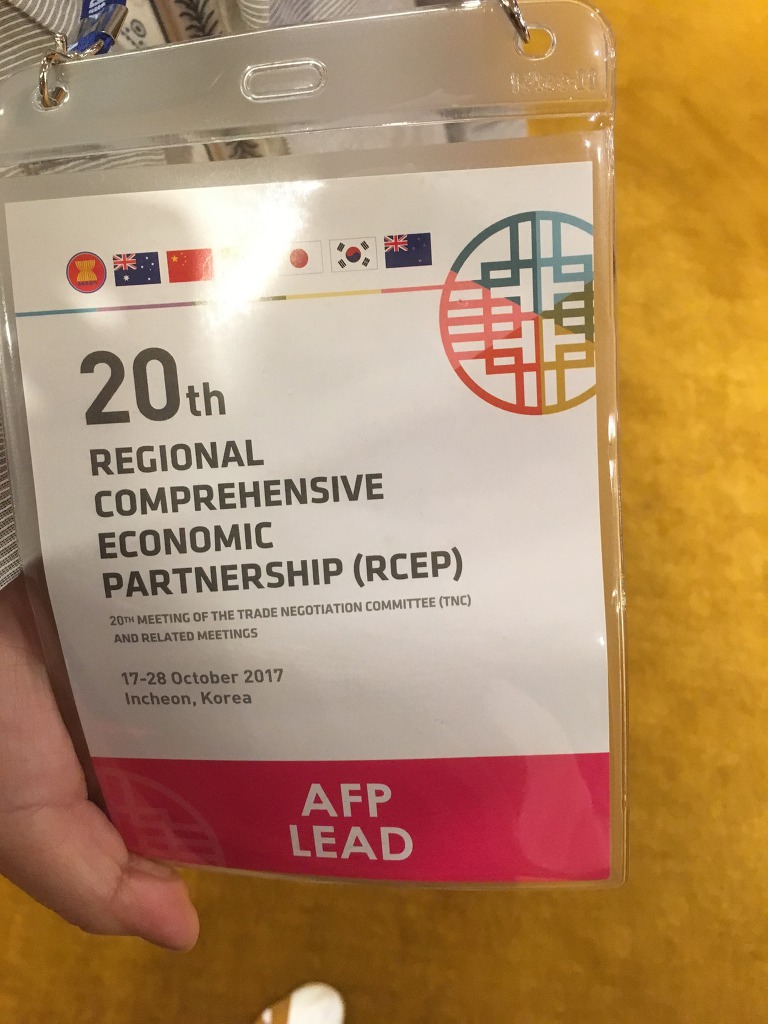 20th
REGIONAL
COMPREHENSIVE
ECONOMIC
PARTNERSHIP (RCEP)
20TH MEETING OF THE TRADE NEGOTIATION COMMITTEE (TNC)
AND RELATED MEETINGS
17-28 October 2017
Incheon, Korea
AFP
LEAD